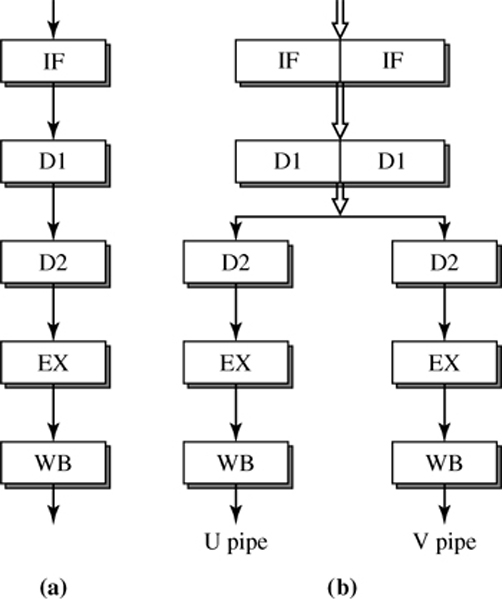 IF
D1
D2
EX
WB
(a)
IF IF
D1 D1
D2 D2
EX EX
WB WB
U pipe V pipe
(b)